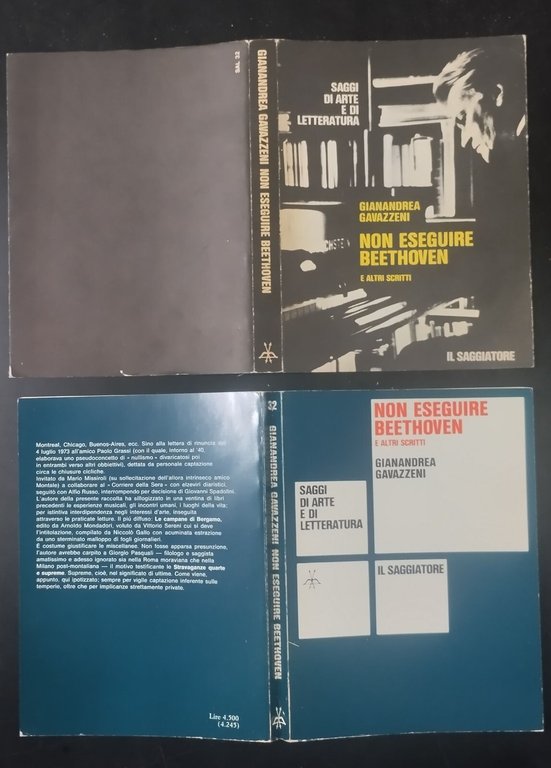 SAL 32
GIANANDREA GAVAZZENI NON ESEGUIRE BEETHOVEN
SAGGI
DI ARTE
E DI
LETTERATURA
GIANANDREA
GAVAZZENI
NON ESEGUIRE
BEETHOVEN
E ALTRI SCRITTI
IL SAGGIATORE
Montreal, Chicago, Buenos-Aires, ecc. Sino alla lettera di rinuncia del
4 luglio 1973 all'amico Paolo Grassi (con il quale, intorno al '40,
elaborava uno pseudoconcetto di « nullismo » divaricatosi poi
in entrambi verso altri obbiettivi), dettata da personale captazione
circa le chiusure cicliche.
Invitato da Mario Missiroli (su sollecitazione dell'allora intrinseco amico
Montale) a collaborare al « Corriere della Sera » con elzeviri diaristici,
seguitò con Alfio Russo, interrompendo per decisione di Giovanni Spadolini.
L'autore della presente raccolta ha allogizzato in una ventina di libri
precedenti le esperienze musicali, gli incontri umani, i luoghi della vita;
per istintiva interdipendenza negli interessi d'arte, inseguita
attraverso le praticate letture. Il più diffuso: Le campane di Bergamo,
edito da Arnoldo Mondadori, voluto da Vittorio Sereni cui si deve
l'intitolazione, compilato da Niccolò Gallo con acuminata estrazione
da uno sterminato malloppo di fogli giornalieri.
È costume giustificare le miscellanee. Non fosse apparsa presunzione,
l'autore avrebbe carpito a Giorgio Pasquali — filologo e saggista
amatissimo e adesso ignorato sia nella Roma moraviana che nella
Milano post-montaliana — il motivo testificante le Stravaganze quarte
e supreme. Supreme, cioè, nel significato di ultime. Come viene,
appunto, qui ipotizzato; sempre per vigile captazione inferente sulle
temperie, oltre che per implicanze strettamente private.
Lire 4.500
(4.245)
32
GIANANDREA GAVAZZENI NON ESEGUIRE BEETHOVEN
NON ESEGUIRE
BEETHOVEN
E ALTRI SCRITTI
GIANANDREA
GAVAZZENI
SAGGI
DI ARTE
E DI
LETTERATURA
IL SAGGIATORE